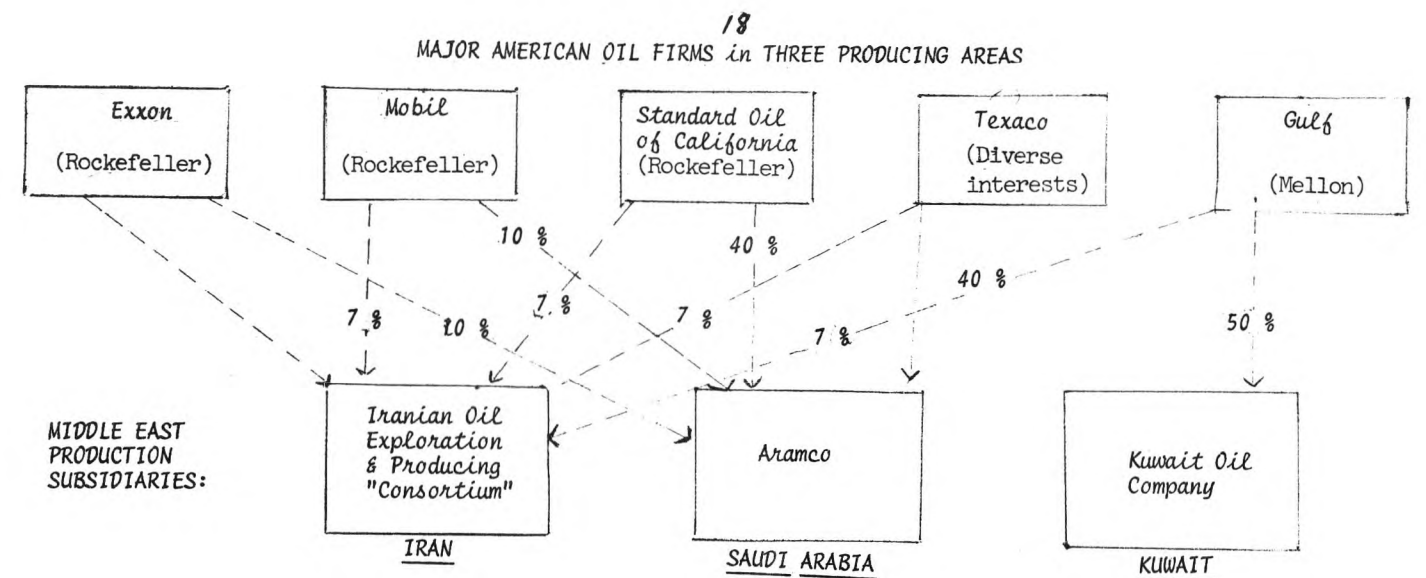 18
MAJOR AMERICAN OIL FIRMS in THREE PRODUCING AREAS
Exxon
(Rockefeller)
Mobil
(Rockefeller)
Standard Oil
of California
(Rockefeller)
Texaco
(Diverse
interests)
Gulf
(Mellon)
10 %
40 %
40 %
7 %
10 %
7 %
7 %
7 %
50 %
MIDDLE EAST
PRODUCTION
SUBSIDIARIES:
Iranian Oil
Exploration
& Producing
"Consortium"
IRAN
Aramco
SAUDI ARABIA
Kuwait Oil
Company
KUWAIT